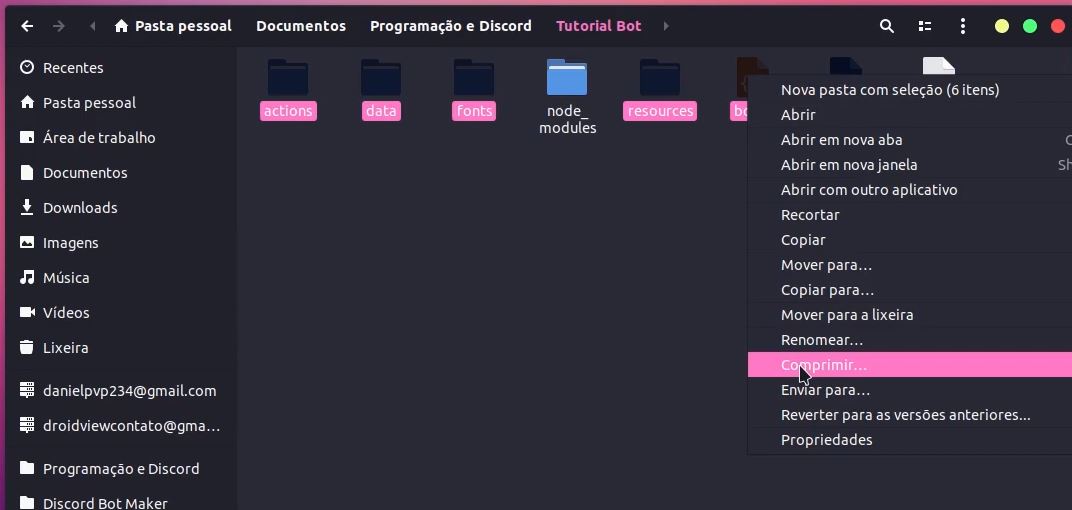 Pasta pessoal Documentos Programação e Discord Tutorial Bot
Recentes
Pasta pessoal
Área de trabalho
Documentos
Downloads
Imagens
Música
Vídeos
Lixeira
danielpvp234@gmail.com
droidviewcontato@gma...
Programação e Discord
Discord Bot Maker
actions
data
fonts
node_
modules
resources
Nova pasta com seleção (6 itens)
Abrir
Abrir em nova aba
Abrir em nova janela
Abrir com outro aplicativo
Recortar
Copiar
Mover para...
Copiar para...
Mover para a lixeira
Renomear...
Comprimir...
Enviar para...
Reverter para as versões anteriores...
Propriedades